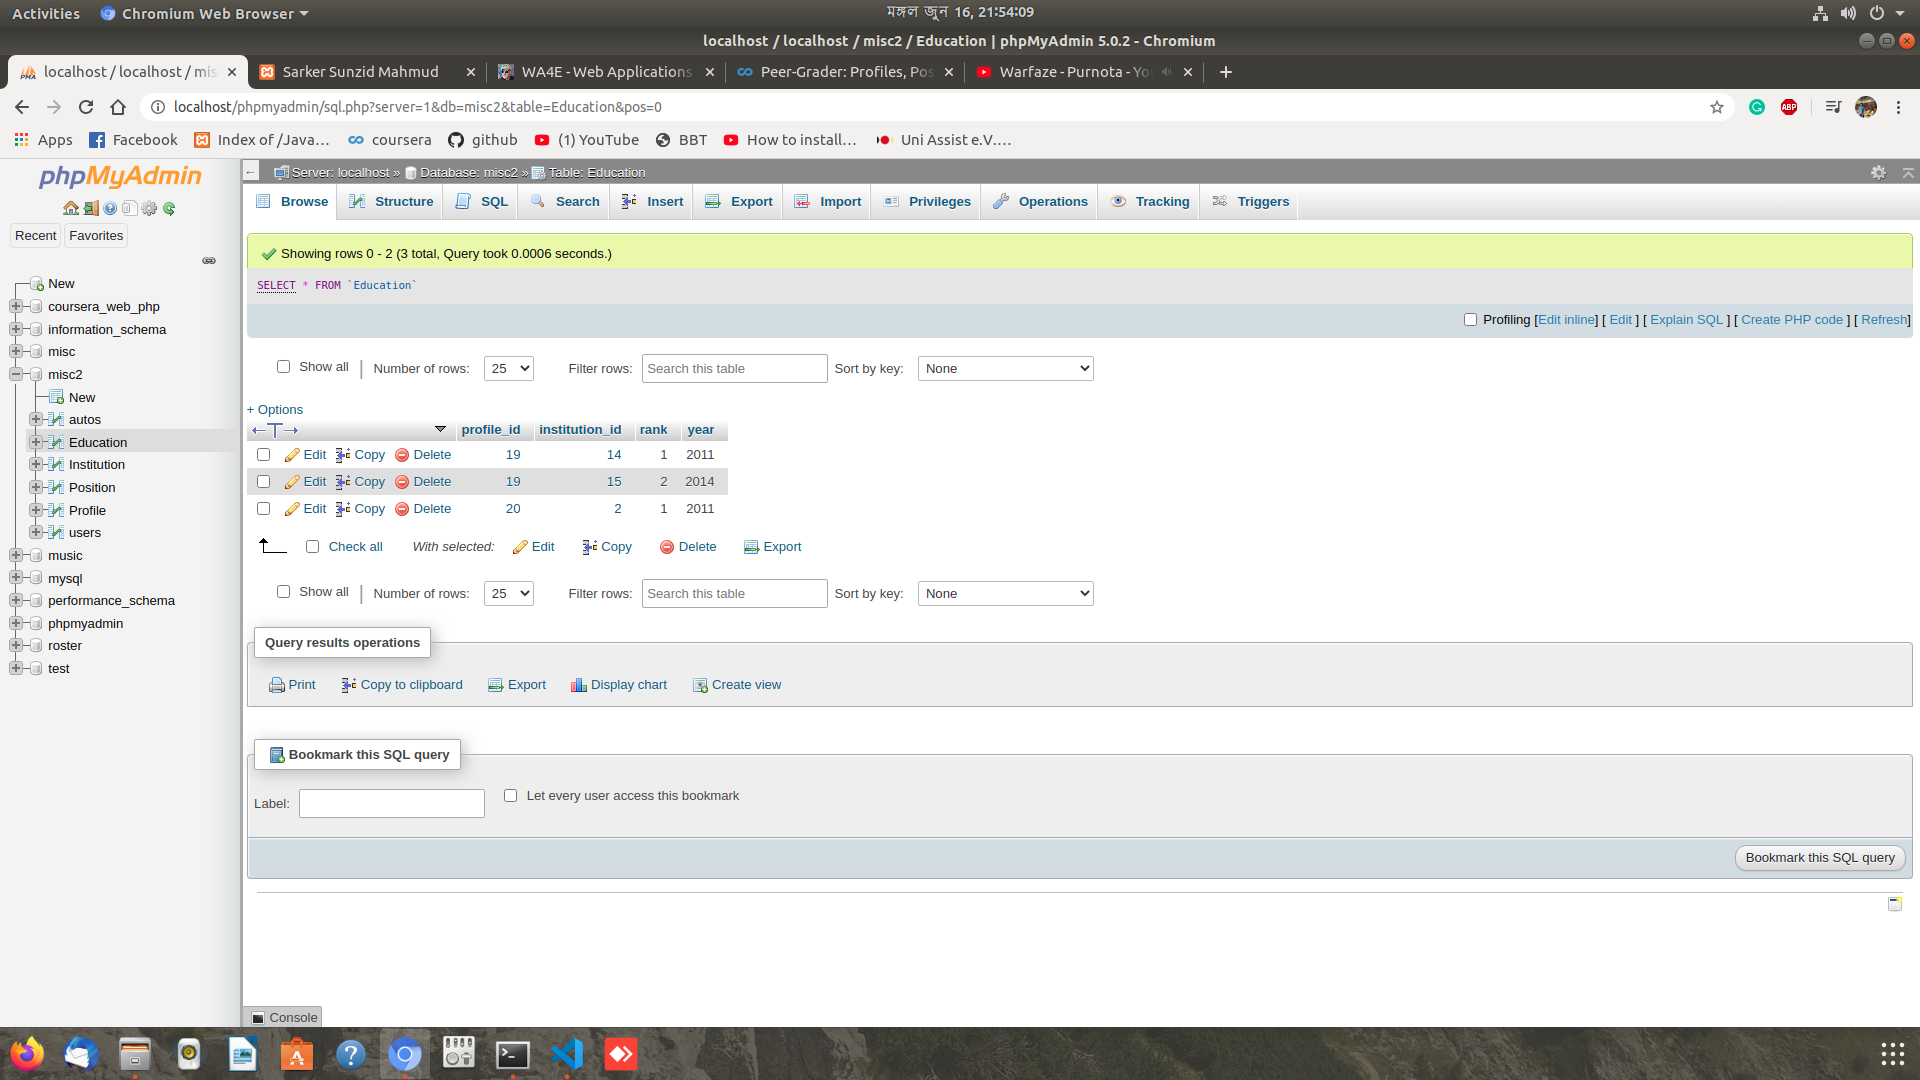 Activities
Chromium Web Browser
মঙ্গল জুন 16, 21:54:09
localhost / localhost / misc2 / Education | phpMyAdmin 5.0.2 - Chromium
localhost / localhost / mis
Sarker Sunzid Mahmud
WA4E - Web Applications
Peer-Grader: Profiles, Pos
Warfaze - Purnota - Yo
localhost/phpmyadmin/sql.php?server=1&db=misc2&table=Education&pos=0
ABP
Apps
Facebook
Index of /Java...
coursera
github
(1) YouTube
BBT
How to install...
Uni Assist e.V....
phpMyAdmin
Recent
Favorites
New
coursera_web_php
information_schema
misc
misc2
New
autos
Education
Institution
Position
Profile
users
music
mysql
performance_schema
phpmyadmin
roster
test
Server: localhost » Database: misc2 » Table: Education
Browse
Structure
SQL
Search
Insert
Export
Import
Privileges
Operations
Tracking
Triggers
Showing rows 0 - 2 (3 total, Query took 0.0006 seconds.)
SELECT * FROM `Education`
Profiling [Edit inline] [ Edit ] [ Explain SQL ] [ Create PHP code ] [ Refresh]
Show all | Number of rows: 25 Filter rows: Search this table Sort by key: None
+ Options
←T→ profile_id institution_id rank year
Edit Copy Delete 19 14 1 2011
Edit Copy Delete 19 15 2 2014
Edit Copy Delete 20 2 1 2011
Check all With selected: Edit Copy Delete Export
Show all | Number of rows: 25 Filter rows: Search this table Sort by key: None
Query results operations
Print Copy to clipboard Export Display chart Create view
Bookmark this SQL query
Label:
Let every user access this bookmark
Bookmark this SQL query
Console